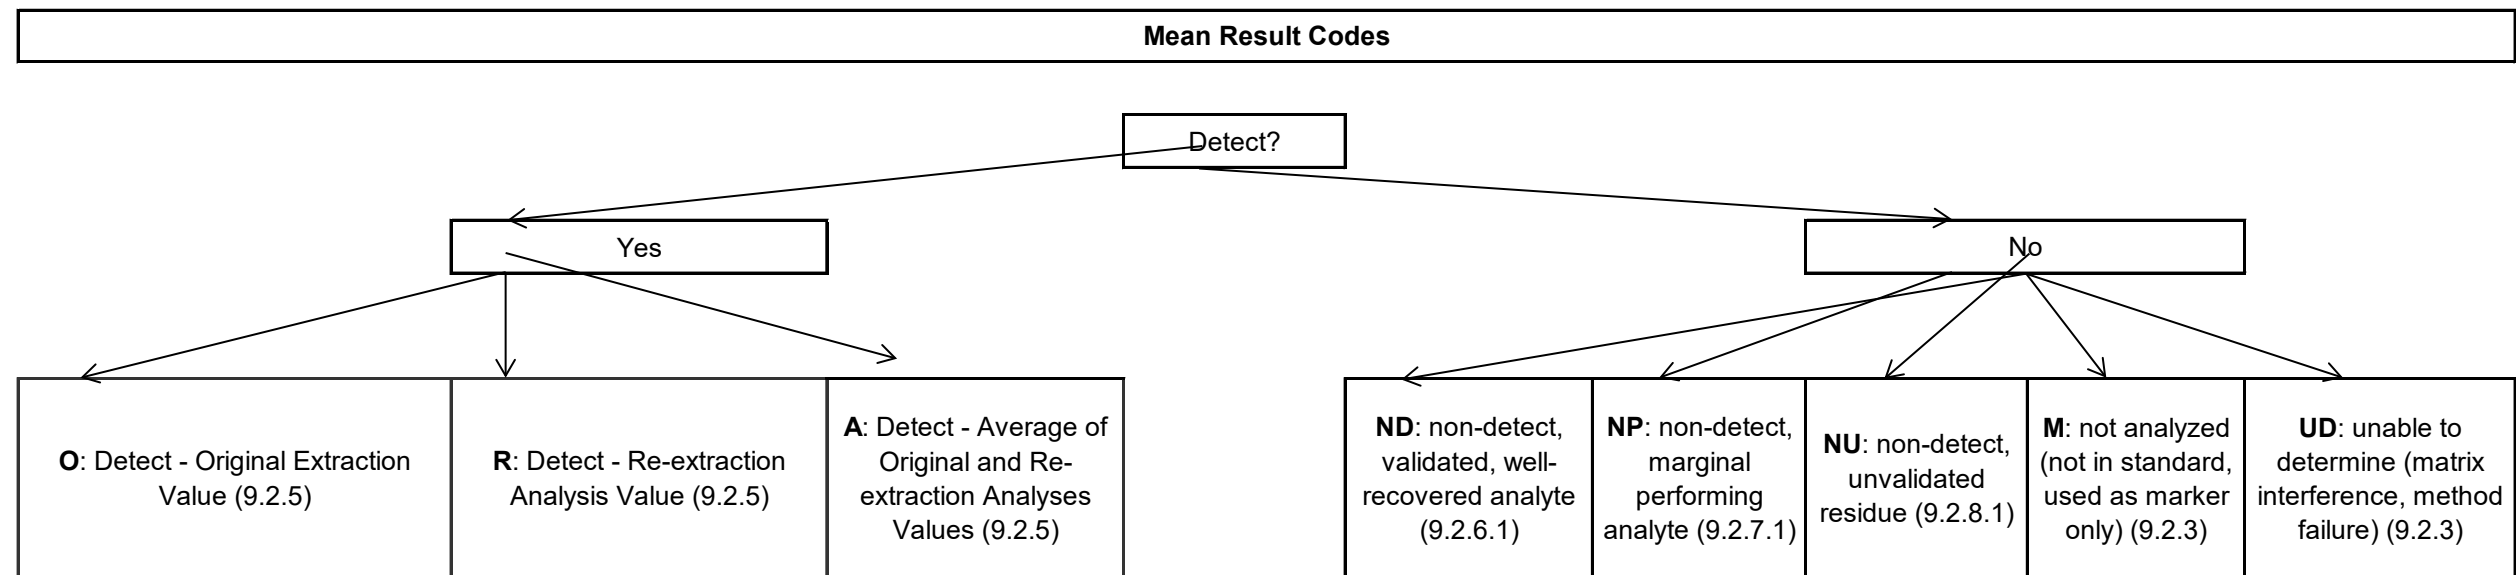 Mean Result Codes
Detect?
Yes
No
O: Detect - Original Extraction
Value (9.2.5)
R: Detect - Re-extraction
Analysis Value (9.2.5)
A: Detect - Average of
Original and Re-
extraction Analyses
Values (9.2.5)
ND: non-detect,
validated, well-
recovered analyte
(9.2.6.1)
NP: non-detect,
marginal
performing
analyte (9.2.7.1)
NU: non-detect,
unvalidated
residue (9.2.8.1)
M: not analyzed
(not in standard,
used as marker
only) (9.2.3)
UD: unable to
determine (matrix
interference, method
failure) (9.2.3)